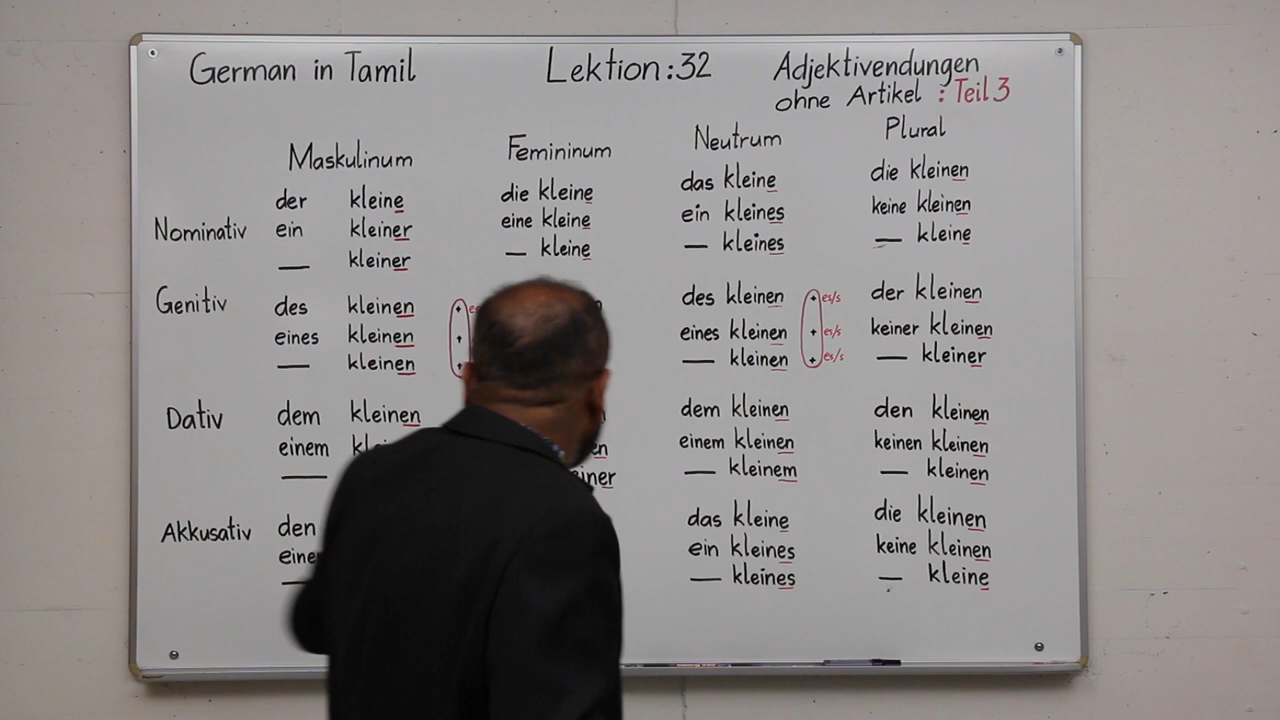 German in Tamil Lektion:32 Adjektivendungen
ohne Artikel : Teil 3
Maskulinum Femininum Neutrum Plural
der kleine die kleine das kleine die kleinen
Nominativ ein kleiner eine kleine ein kleines keine kleinen
— kleiner — kleine — kleines — kleine
Genitiv des kleinen + des kleinen + es/s der kleinen
eines kleinen + eines kleinen + es/s keiner kleinen
— kleinen + — kleinen + es/s — kleiner
Dativ dem kleinen dem kleinen den kleinen
einem einem kleinen keinen kleinen
— — kleinem — kleinen
Akkusativ den das kleine die kleinen
ein kleines keine kleinen
— — kleines — kleine